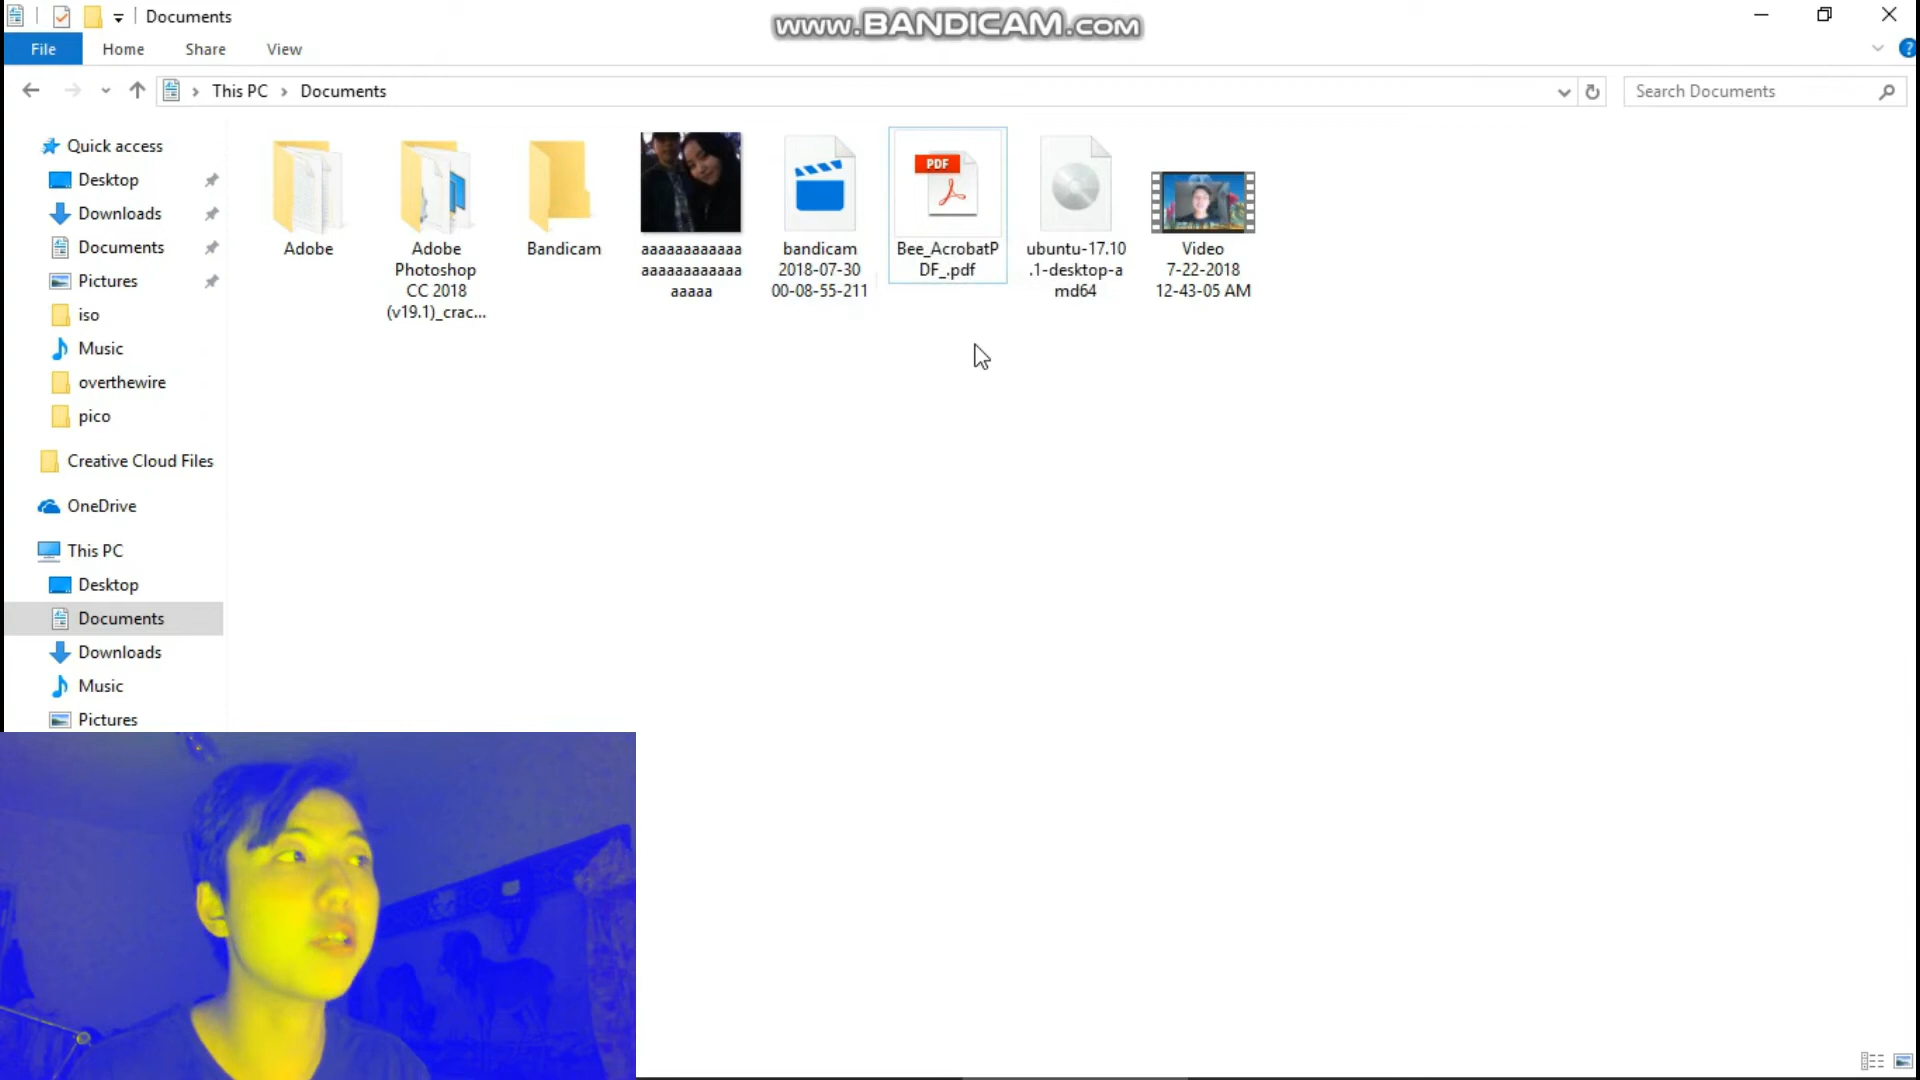 Documents
www.BANDICAM.com
File
Home
Share
View
This PC
Documents
Search Documents
Quick access
Desktop
Downloads
Documents
Pictures
iso
Music
overthewire
pico
Creative Cloud Files
OneDrive
This PC
Desktop
Documents
Downloads
Music
Pictures
Adobe
Adobe
Photoshop
CC 2018
(v19.1)_crac...
Bandicam
aaaaaaaaaaaa
aaaaaaaaaaaa
aaaaa
bandicam
2018-07-30
00-08-55-211
PDF
Bee_AcrobatP
DF_.pdf
ubuntu-17.10
.1-desktop-a
md64
Video
7-22-2018
12-43-05 AM